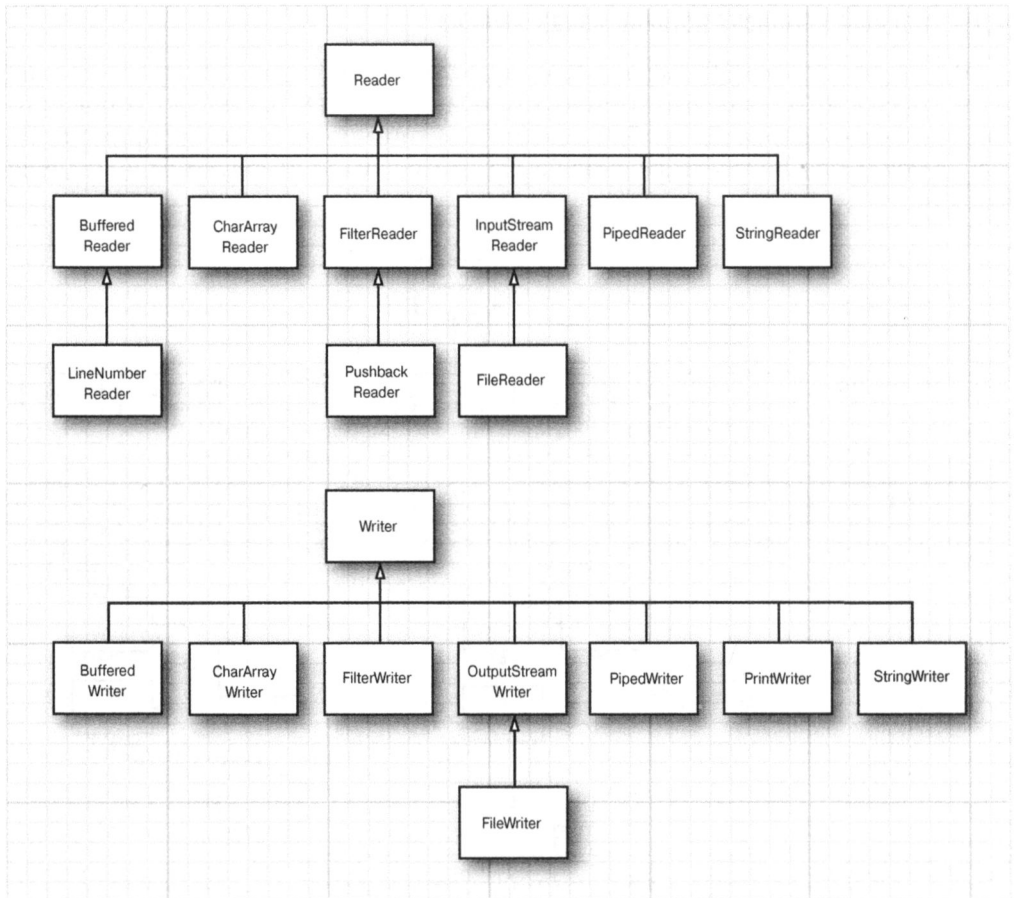 Reader
Buffered
Reader
CharArray
Reader
FilterReader
InputStream
Reader
PipedReader
StringReader
LineNumber
Reader
Pushback
Reader
FileReader
Writer
Buffered
Writer
CharArray
Writer
FilterWriter
OutputStream
Writer
PipedWriter
PrintWriter
StringWriter
FileWriter